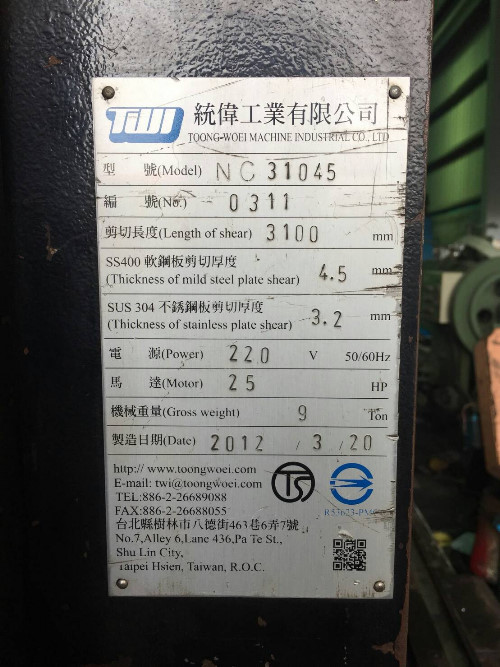 TWI 統偉工業有限公司
TOONG-WOEI MACHINE INDUSTRIAL CO., LTD
型 號(Model) NC 31045
編 號(No.) 0311
剪切長度(Length of shear) 3100 mm
SS400 軟鋼板剪切厚度
(Thickness of mild steel plate shear) 4.5 mm
SUS 304 不銹鋼板剪切厚度
(Thickness of stainless plate shear) 3.2 mm
電 源(Power) 220 V 50/60Hz
馬 達(Motor) 25 HP
機械重量(Gross weight) 9 Ton
製造日期(Date) 2012 / 3 / 20
http:// www.toongwoei.com
E-mail: twi@toongwoei.com
TEL:886-2-26689088
FAX:886-2-26688055
台北縣樹林市八德街463巷6弄7號
No.7,Alley 6,Lane 436,Pa Te St.,
Shu Lin City,
Taipei Hsien, Taiwan, R.O.C.
TS